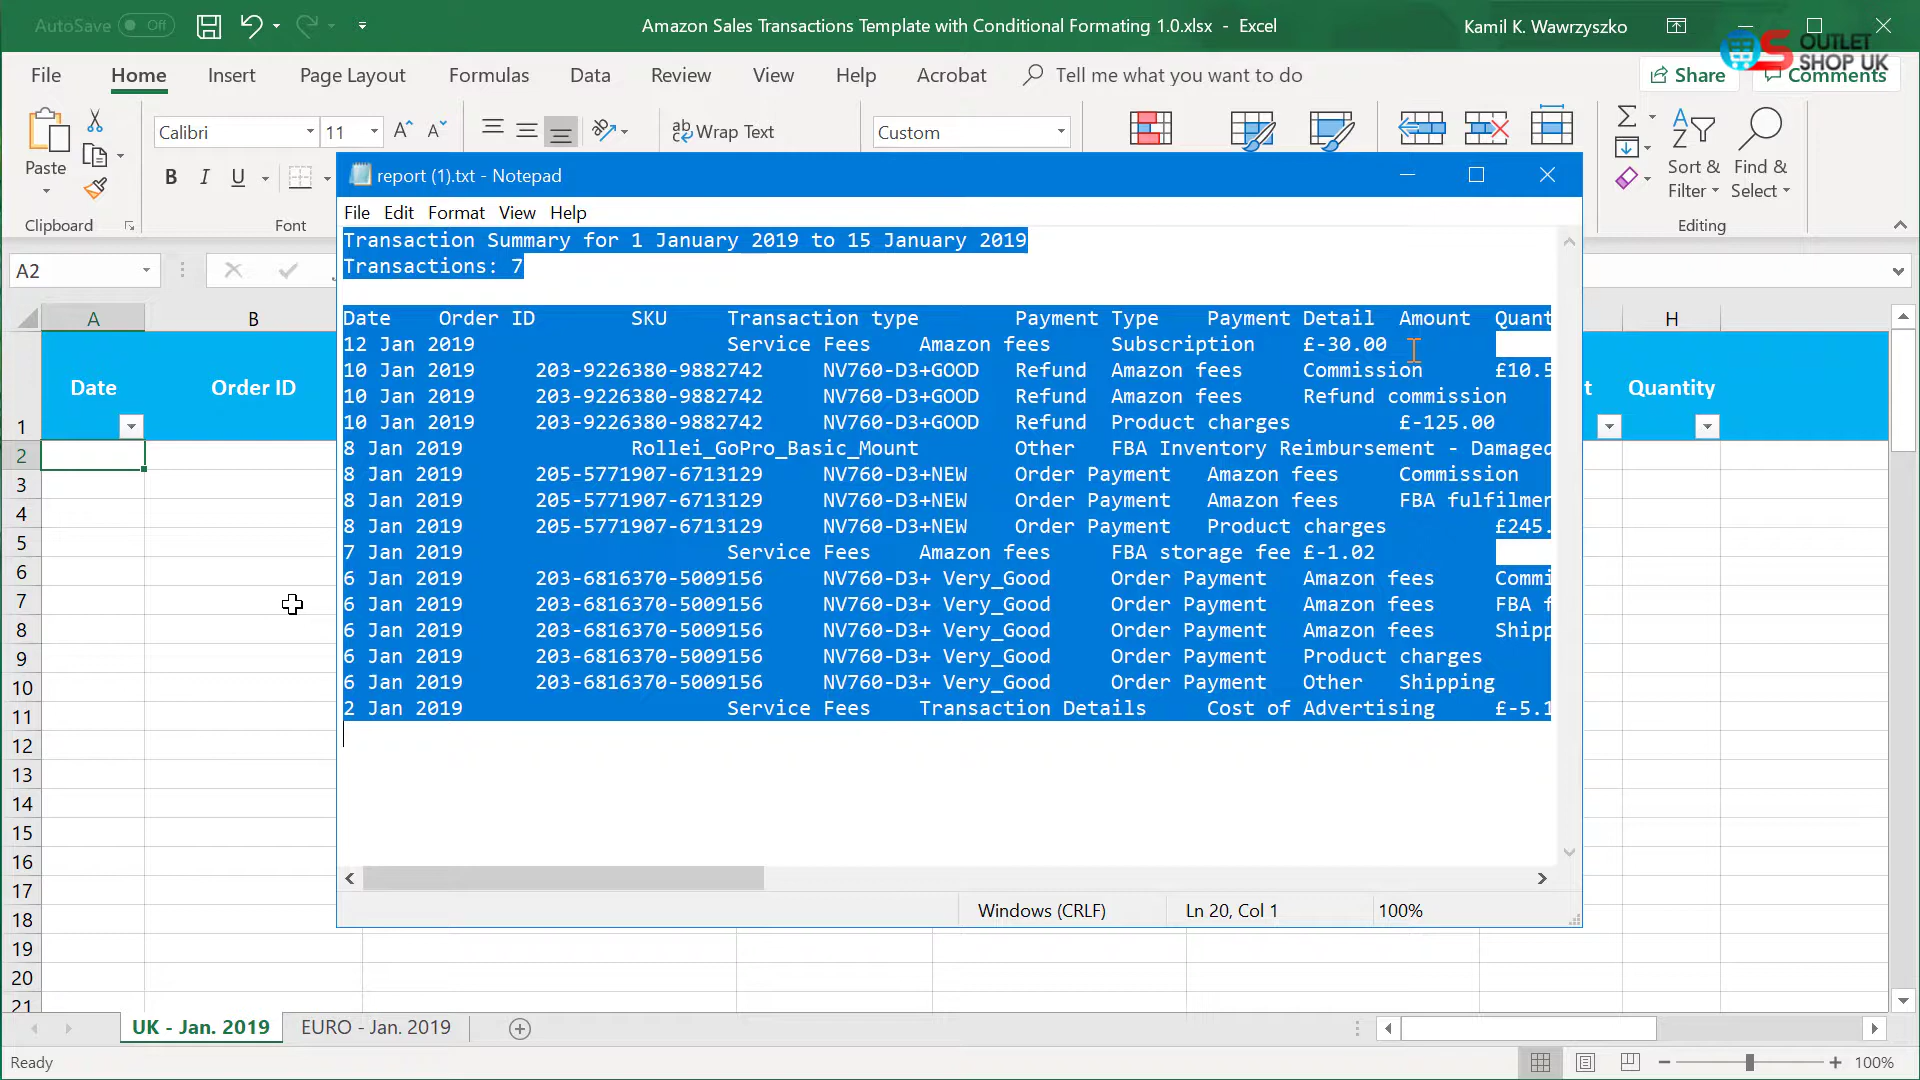 AutoSave Off Amazon Sales Transactions Template with Conditional Formating 1.0.xlsx - Excel Kamil K. Wawrzyszko
OUTLET
SHOP UK
File Home Insert Page Layout Formulas Data Review View Help Acrobat Tell me what you want to do Share Comments
Calibri 11 ab Wrap Text Custom
Paste B I U Sort & Find &
Filter Select
Clipboard Font Editing
report (1).txt - Notepad
File Edit Format View Help
A2
Transaction Summary for 1 January 2019 to 15 January 2019
Transactions: 7
A B H
Date Order ID SKU Transaction type Payment Type Payment Detail Amount Quant
12 Jan 2019 Service Fees Amazon fees Subscription £-30.00
10 Jan 2019 203-9226380-9882742 NV760-D3+GOOD Refund Amazon fees Commission £10.5
10 Jan 2019 203-9226380-9882742 NV760-D3+GOOD Refund Amazon fees Refund commission
10 Jan 2019 203-9226380-9882742 NV760-D3+GOOD Refund Product charges £-125.00
8 Jan 2019 Rollei_GoPro_Basic_Mount Other FBA Inventory Reimbursement - Damaged
8 Jan 2019 205-5771907-6713129 NV760-D3+NEW Order Payment Amazon fees Commission
8 Jan 2019 205-5771907-6713129 NV760-D3+NEW Order Payment Amazon fees FBA fulfilmen
8 Jan 2019 205-5771907-6713129 NV760-D3+NEW Order Payment Product charges £245.
7 Jan 2019 Service Fees Amazon fees FBA storage fee £-1.02
6 Jan 2019 203-6816370-5009156 NV760-D3+ Very_Good Order Payment Amazon fees Commi
6 Jan 2019 203-6816370-5009156 NV760-D3+ Very_Good Order Payment Amazon fees FBA f
6 Jan 2019 203-6816370-5009156 NV760-D3+ Very_Good Order Payment Amazon fees Shipp
6 Jan 2019 203-6816370-5009156 NV760-D3+ Very_Good Order Payment Product charges
6 Jan 2019 203-6816370-5009156 NV760-D3+ Very_Good Order Payment Other Shipping
2 Jan 2019 Service Fees Transaction Details Cost of Advertising £-5.1
Date Order ID t Quantity
1
2
3
4
5
6
7
8
9
10
11
12
13
14
15
16
17
18
19
20
21
Windows (CRLF) Ln 20, Col 1 100%
UK - Jan. 2019 EURO - Jan. 2019
Ready 100%